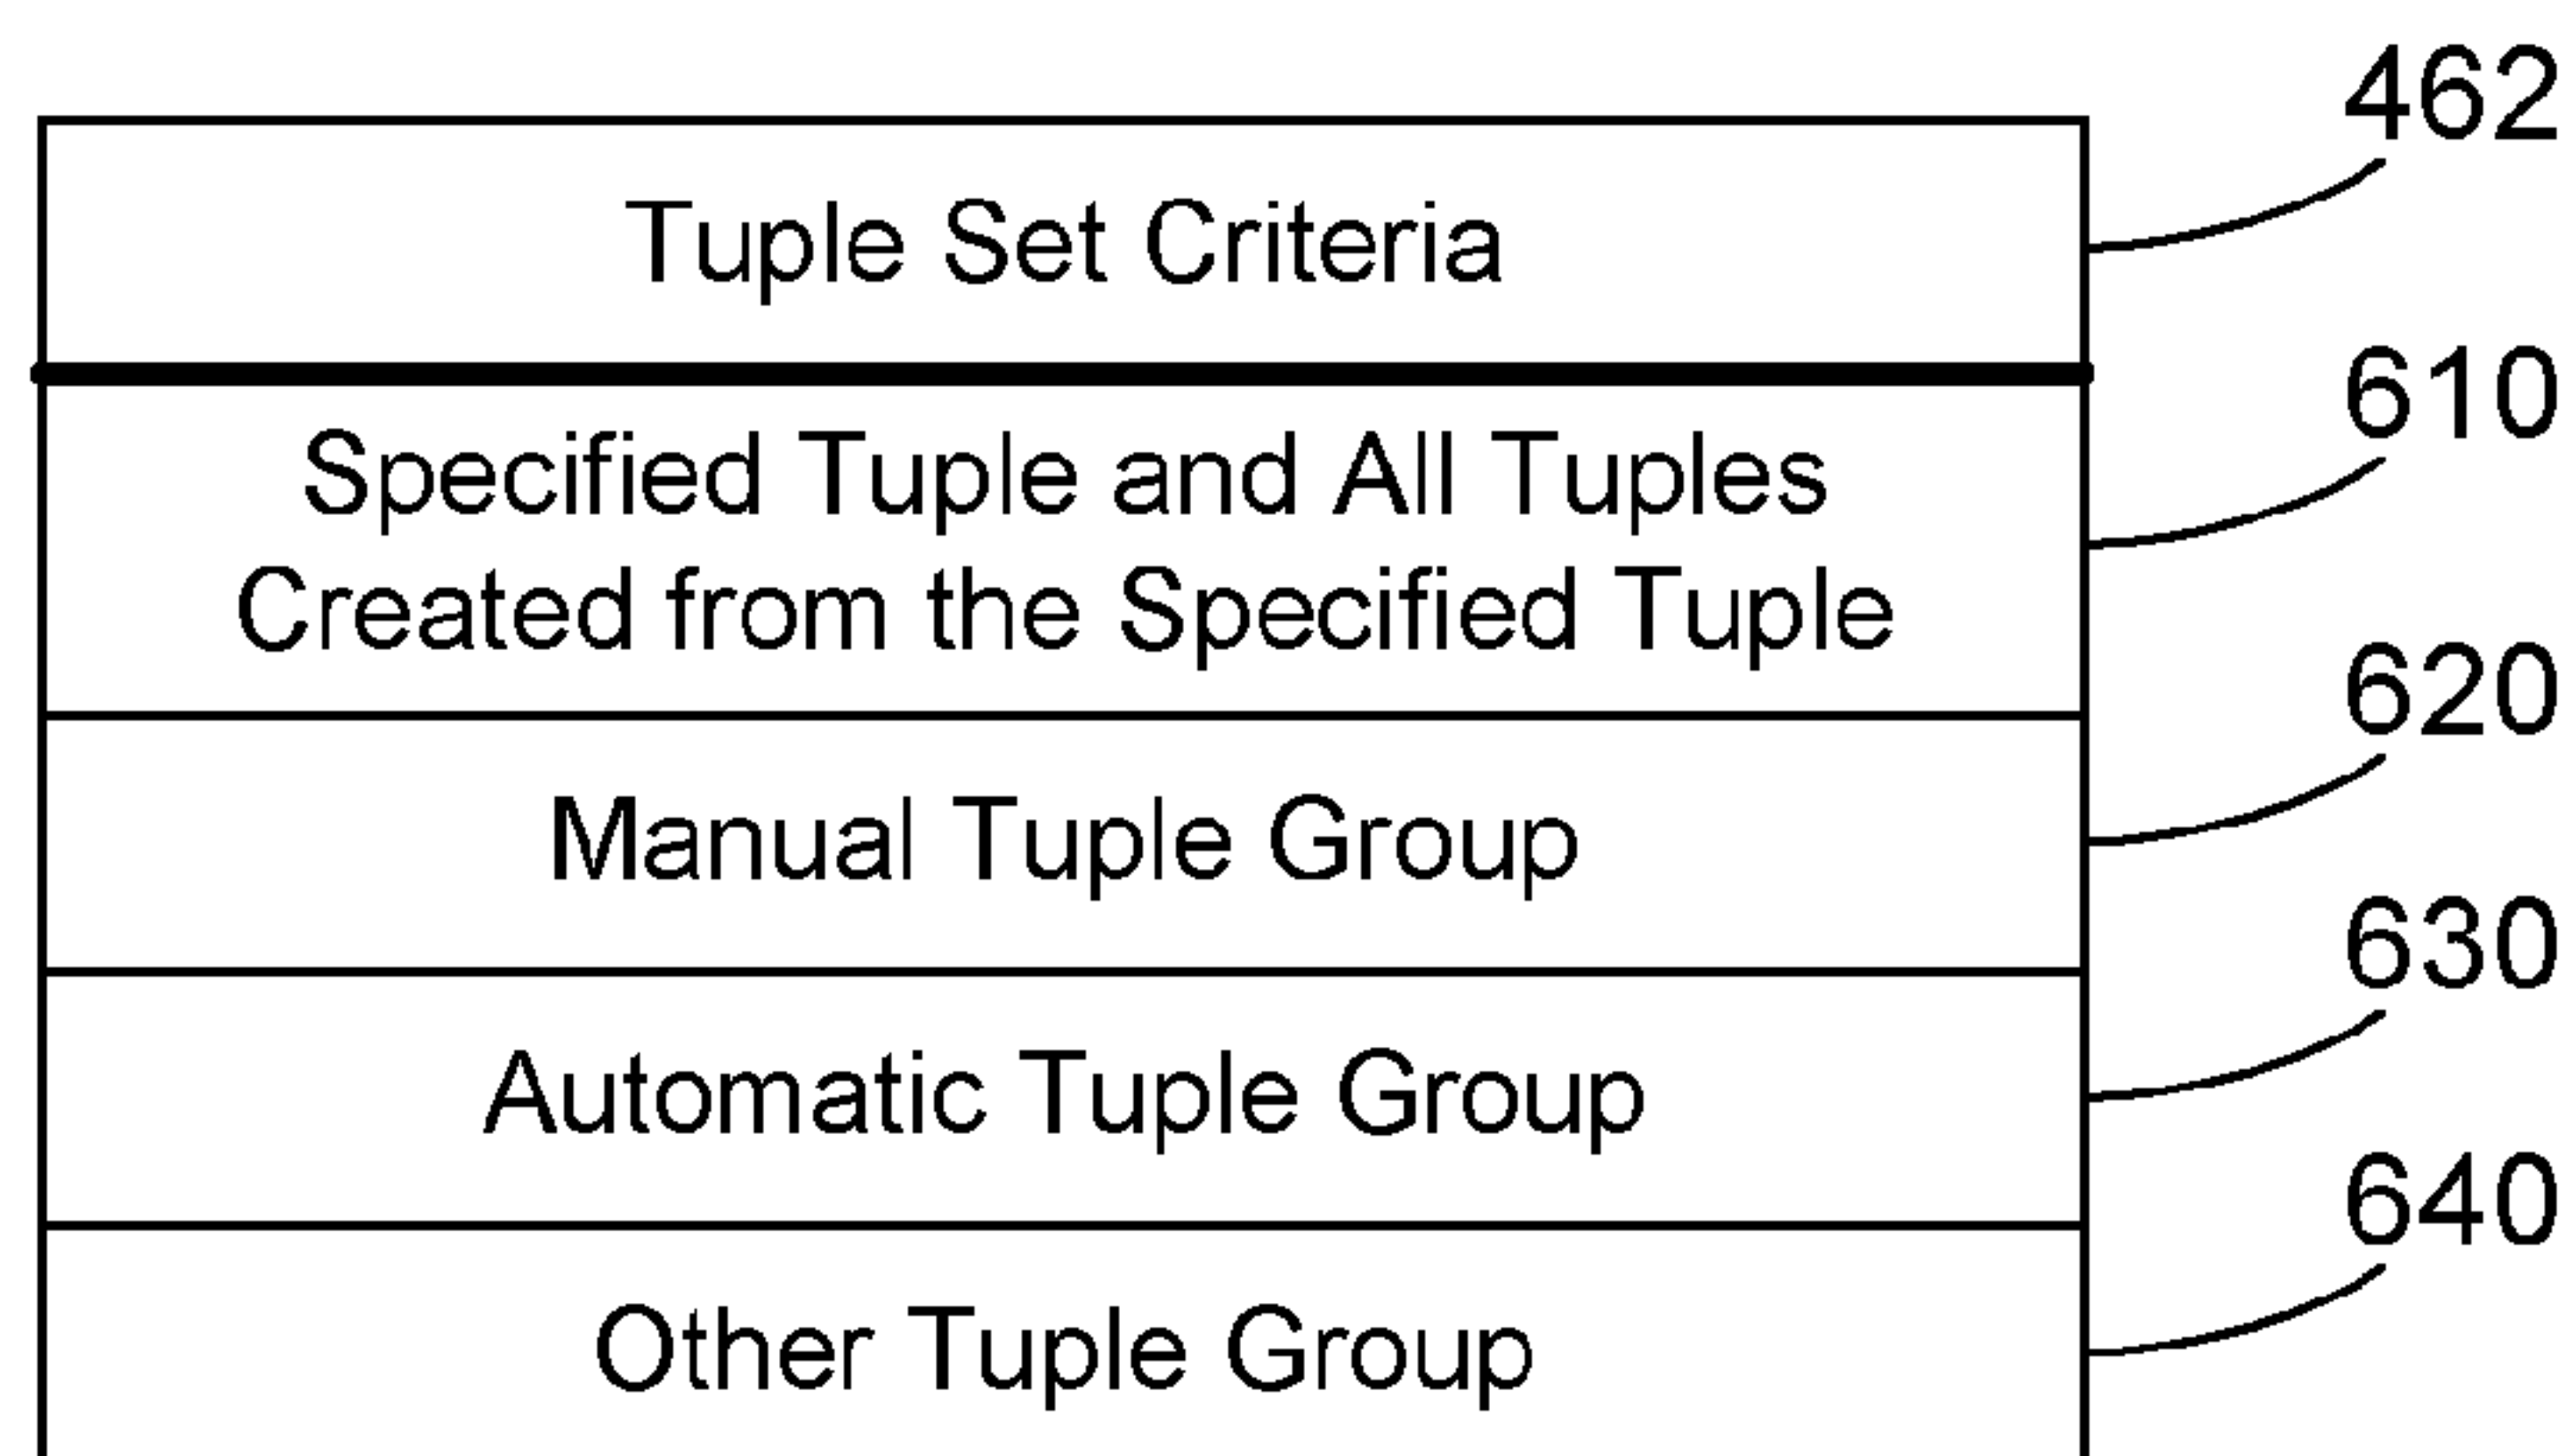 462
Tuple Set Criteria
610
Specified Tuple and All Tuples
Created from the Specified Tuple
620
Manual Tuple Group
630
Automatic Tuple Group
640
Other Tuple Group